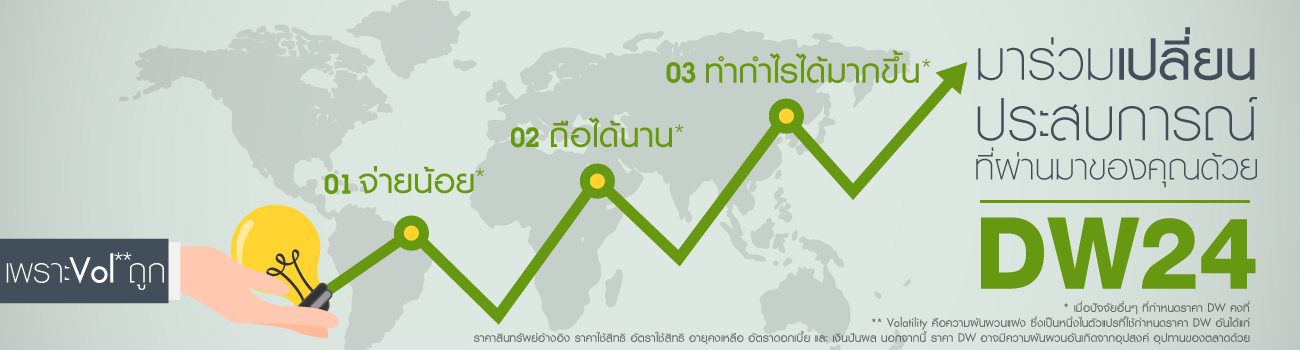 เพราะVol**ถูก
01 จ่ายน้อย*
02 ถือได้นาน*
03 ทำกำไรได้มากขึ้น*
มาร่วมเปลี่ยน
ประสบการณ์
ที่ผ่านมาของคุณด้วย
DW24
* เมื่อปัจจัยอื่นๆ ที่กำหนดราคา DW คงที่
** Volatility คือความผันผวนแฝง ซึ่งเป็นหนึ่งในตัวแปรที่ใช้กำหนดราคา DW อันได้แก่
ราคาสินทรัพย์อ้างอิง ราคาใช้สิทธิ อัตราใช้สิทธิ อายุคงเหลือ อัตราดอกเบี้ย และ เงินปันผล นอกจากนี้ ราคา DW อาจมีความผันผวนอันเกิดจากอุปสงค์ อุปทานของตลาดด้วย